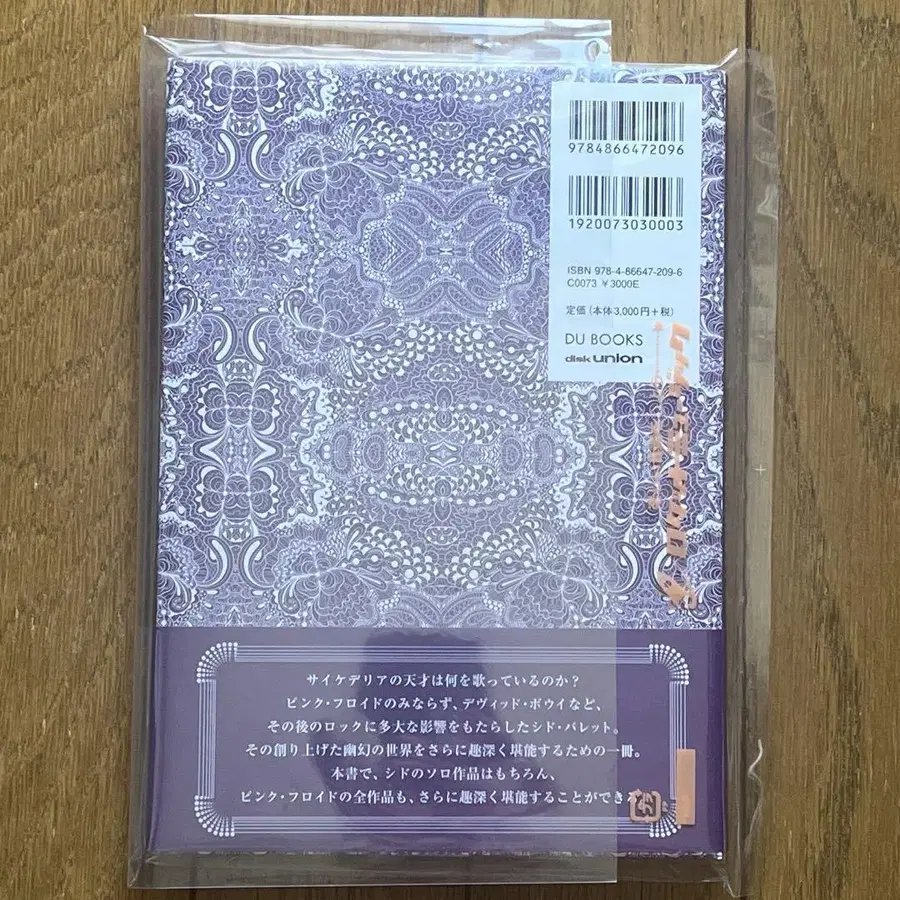 9784866472096
1920073030003
ISBN 978-4-86647-209-6
C0073 ¥3000E
定価（本体3,000円+税）
DU BOOKS
disk union
サイケデリアの天才は何を歌っているのか？
ピンク・フロイドのみならず、デヴィッド・ボウイなど、
その後のロックに多大な影響をもたらしたシド・バレット。
その創り上げた幽幻の世界をさらに趣深く堪能するための一冊。
本書で、シドのソロ作品はもちろん、
ピンク・フロイドの全作品も、さらに趣深く堪能することができる